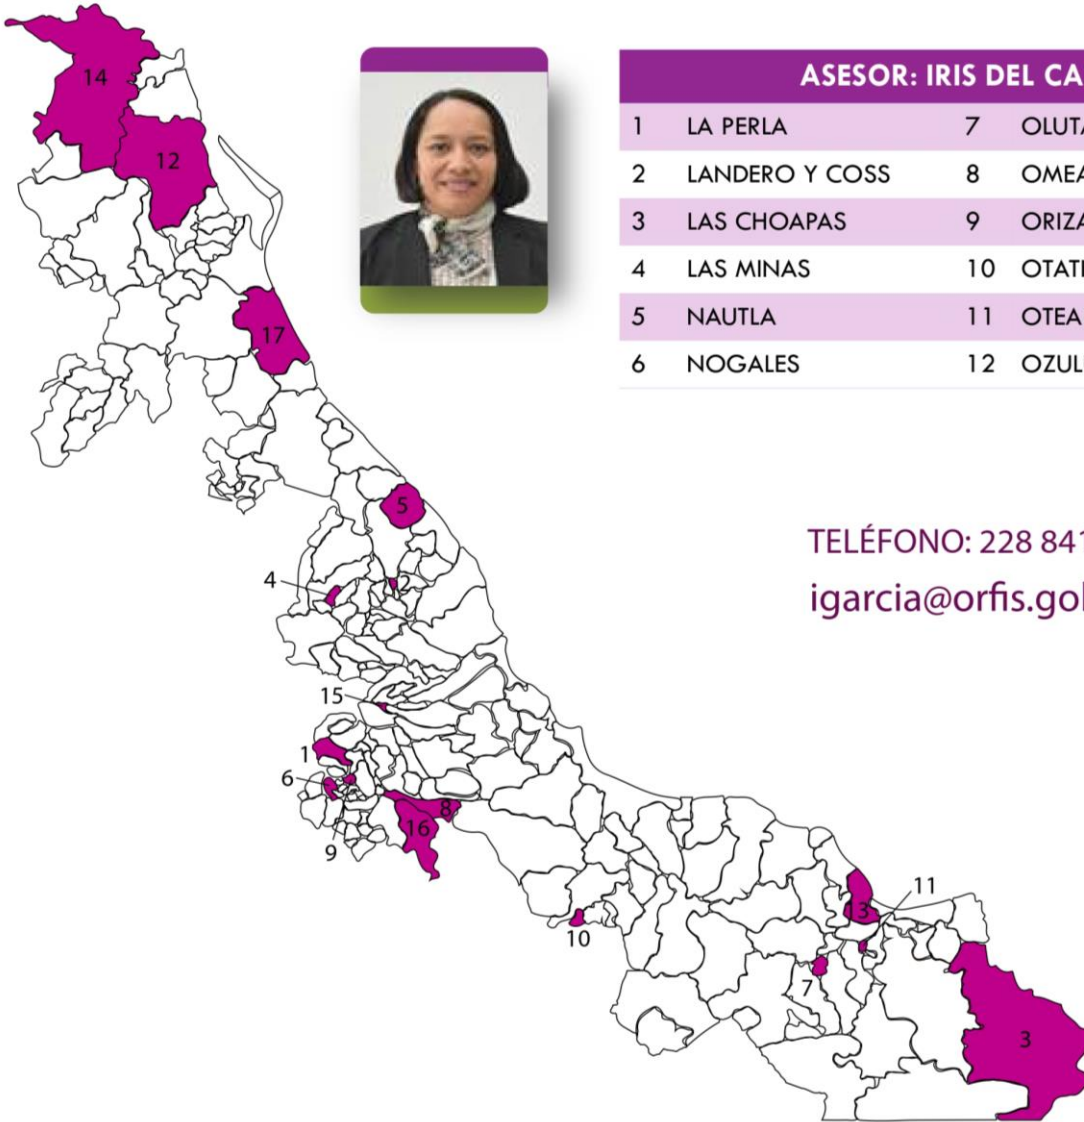 ASESOR: IRIS DEL CA
1 LA PERLA 7 OLUTA
2 LANDERO Y COSS 8 OMEA
3 LAS CHOAPAS 9 ORIZA
4 LAS MINAS 10 OTATI
5 NAUTLA 11 OTEA
6 NOGALES 12 OZUL
TELÉFONO: 228 841
igarcia@orfis.gol
14
12
17
5
4
2
15
1
6
8
16
9
11
13
10
7
3